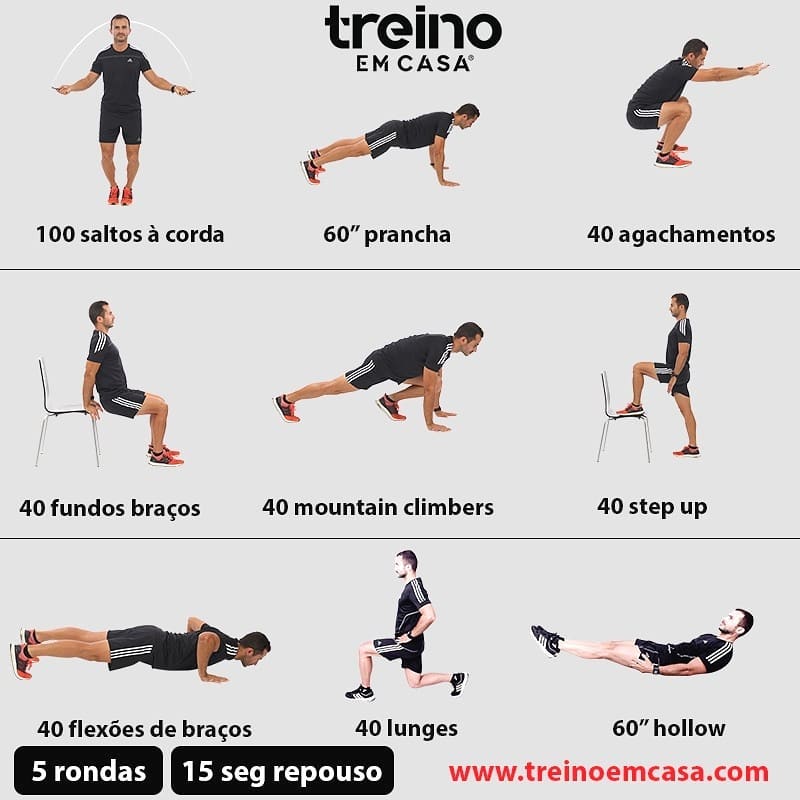 treino
EM CASA®
100 saltos à corda
60” prancha
40 agachamentos
40 fundos braços
40 mountain climbers
40 step up
40 flexões de braços
40 lunges
60” hollow
5 rondas
15 seg repouso
www.treinoemcasa.com